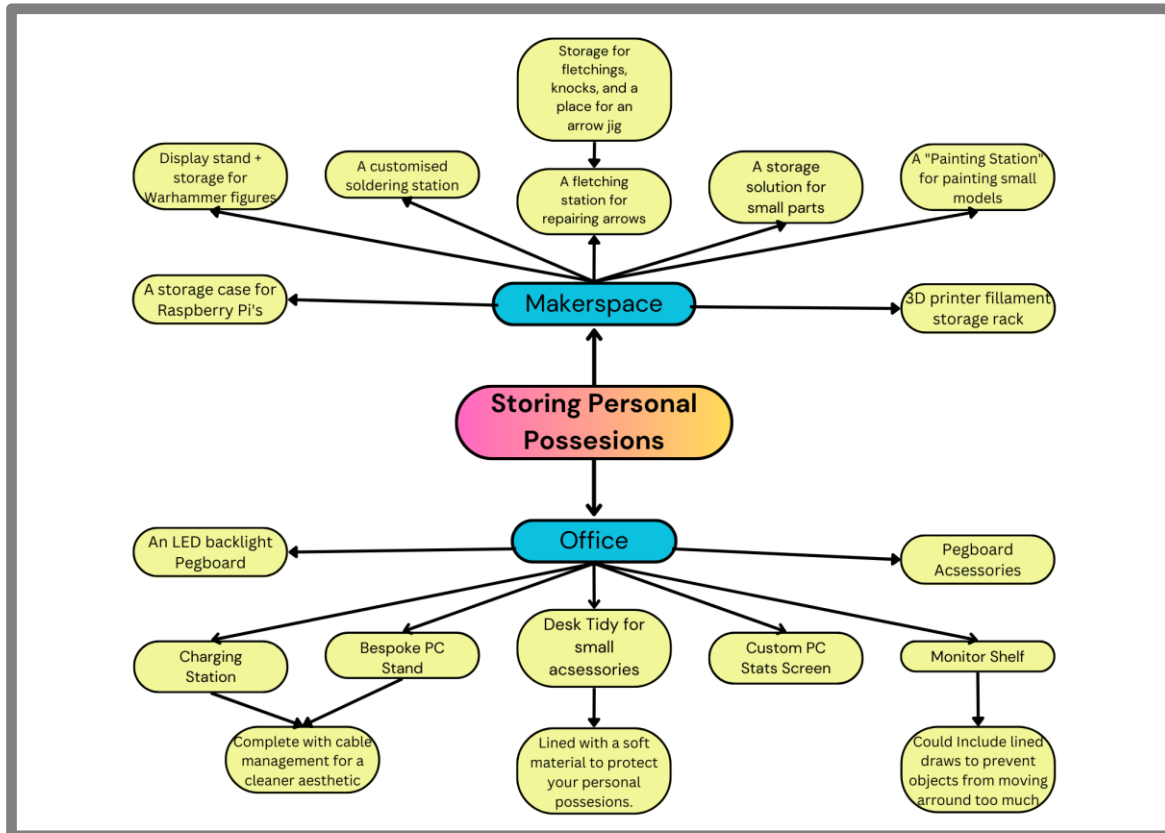 Storage for
fletchings,
knocks, and a
place for an
arrow jig
Display stand +
storage for
Warhammer figures
A customised
soldering station
A fletching
station for
repairing arrows
A storage
solution for
small parts
A "Painting Station"
for painting small
models
A storage case for
Raspberry Pi's
Makerspace
3D printer fillament
storage rack
Storing Personal
Possesions
An LED backlight
Pegboard
Office
Pegboard
Acsessories
Charging
Station
Bespoke PC
Stand
Desk Tidy for
small
acsessories
Custom PC
Stats Screen
Monitor Shelf
Complete with cable
management for a
cleaner aesthetic
Lined with a soft
material to protect
your personal
possesions.
Could Include lined
draws to prevent
objects from moving
arround too much